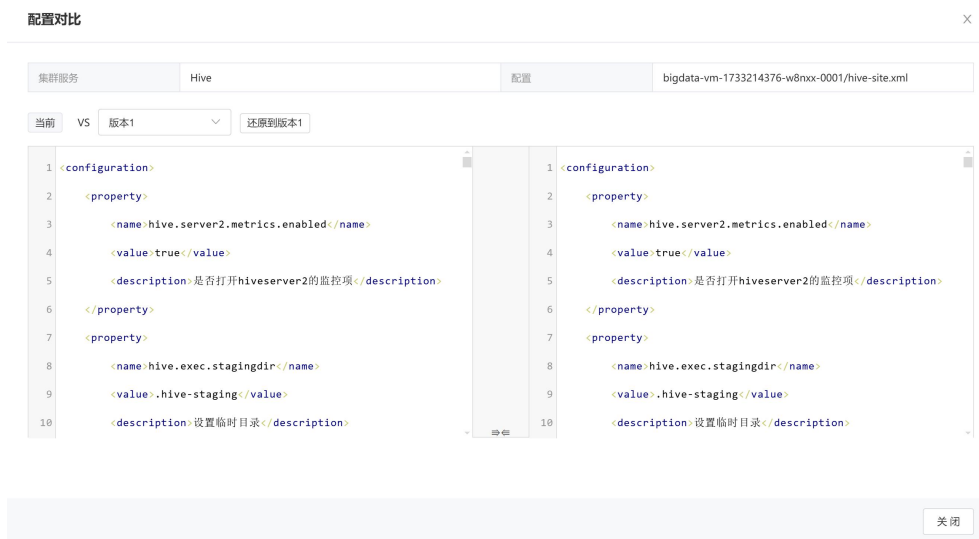 配置对比
X
集群服务 Hive 配置 bigdata-vm-1733214376-w8nxx-0001/hive-site.xml
当前 VS 版本1 还原到版本1
1 <configuration>
2 <property>
3 <name>hive.server2.metrics.enabled</name>
4 <value>true</value>
5 <description>是否打开hiveserver2的监控项</description>
6 </property>
7 <property>
8 <name>hive.exec.stagingdir</name>
9 <value>.hive-staging</value>
10 <description>设置临时目录</description>
1 <configuration>
2 <property>
3 <name>hive.server2.metrics.enabled</name>
4 <value>true</value>
5 <description>是否打开hiveserver2的监控项</description>
6 </property>
7 <property>
8 <name>hive.exec.stagingdir</name>
9 <value>.hive-staging</value>
10 <description>设置临时目录</description>
⇛⇚
关 闭